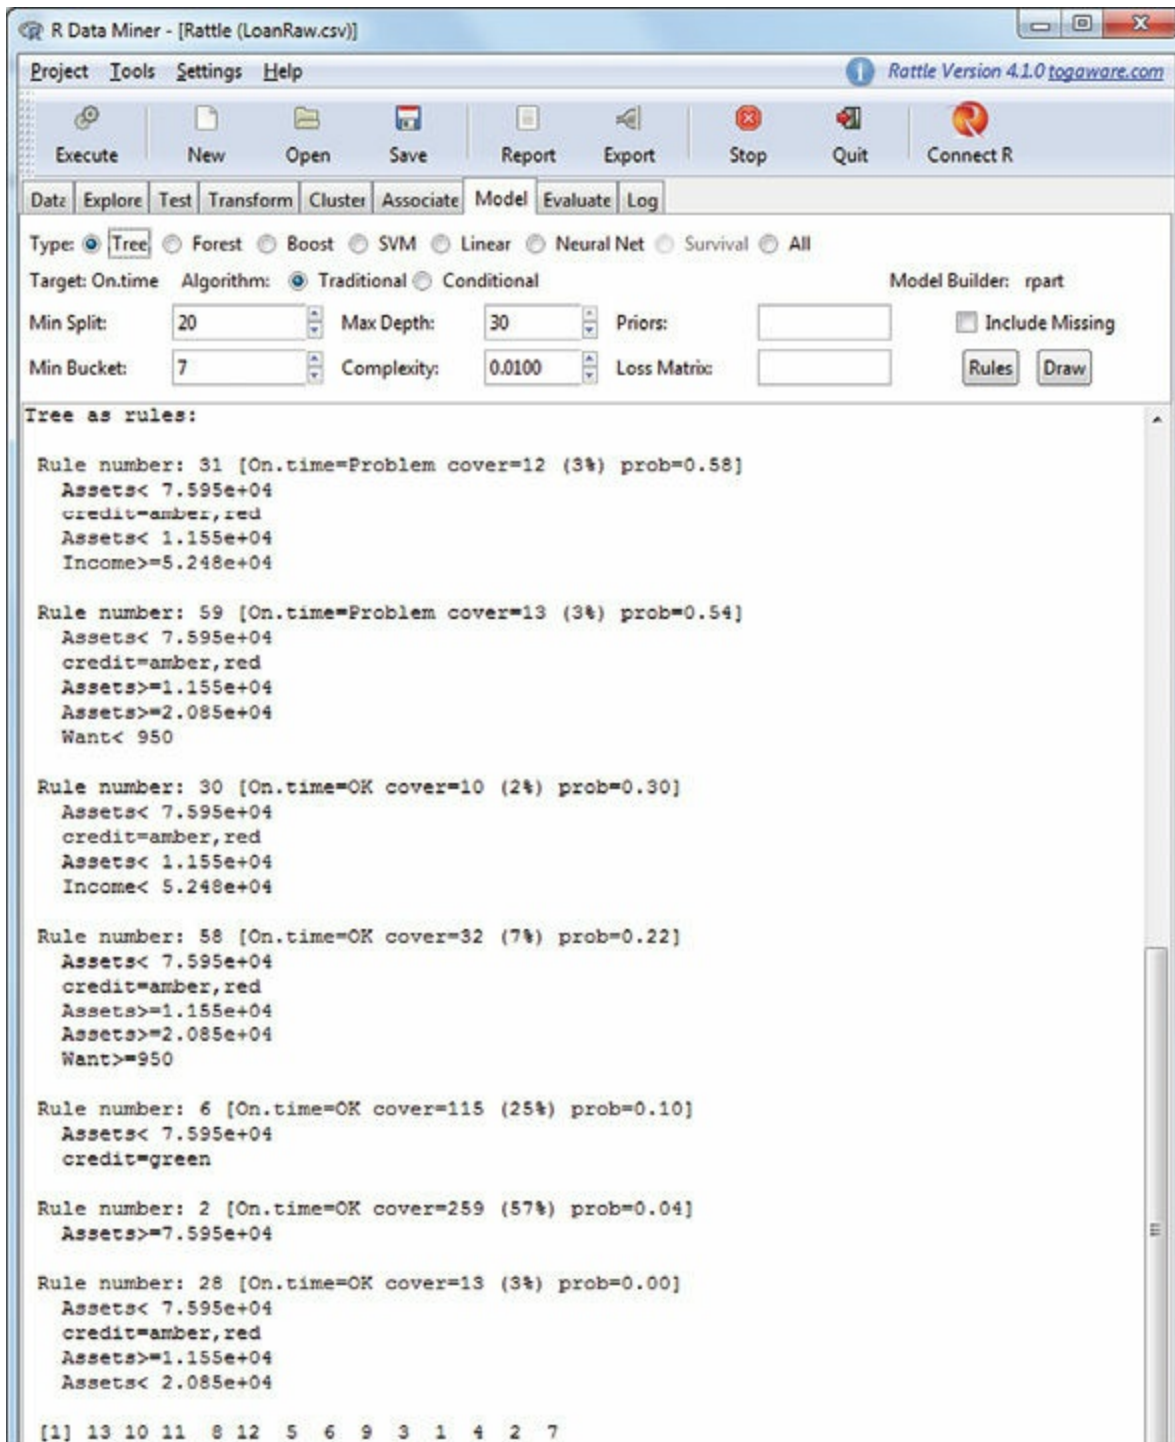 R Data Miner - [Rattle (LoanRaw.csv)]
Project Tools Settings Help Rattle Version 4.1.0 togaware.com
Execute New Open Save Report Export Stop Quit Connect R
Data Explore Test Transform Cluster Associate Model Evaluate Log
Type: Tree Forest Boost SVM Linear Neural Net Survival All
Target: On.time Algorithm: Traditional Conditional Model Builder: rpart
Min Split: 20 Max Depth: 30 Priors: Include Missing
Min Bucket: 7 Complexity: 0.0100 Loss Matrix: Rules Draw
Tree as rules:
Rule number: 31 [On.time=Problem cover=12 (3%) prob=0.58]
Assets< 7.595e+04
credit=amber,red
Assets< 1.155e+04
Income>=5.248e+04
Rule number: 59 [On.time=Problem cover=13 (3%) prob=0.54]
Assets< 7.595e+04
credit=amber,red
Assets>=1.155e+04
Assets>=2.085e+04
Want< 950
Rule number: 30 [On.time=OK cover=10 (2%) prob=0.30]
Assets< 7.595e+04
credit=amber,red
Assets< 1.155e+04
Income< 5.248e+04
Rule number: 58 [On.time=OK cover=32 (7%) prob=0.22]
Assets< 7.595e+04
credit=amber,red
Assets>=1.155e+04
Assets>=2.085e+04
Want>=950
Rule number: 6 [On.time=OK cover=115 (25%) prob=0.10]
Assets< 7.595e+04
credit=green
Rule number: 2 [On.time=OK cover=259 (57%) prob=0.04]
Assets>=7.595e+04
Rule number: 28 [On.time=OK cover=13 (3%) prob=0.00]
Assets< 7.595e+04
credit=amber,red
Assets>=1.155e+04
Assets< 2.085e+04
[1] 13 10 11 8 12 5 6 9 3 1 4 2 7